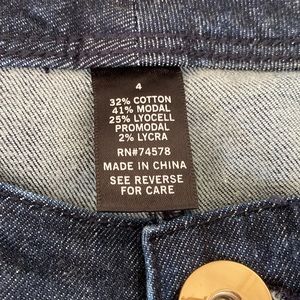 4
32% COTTON
41% MODAL
25% LYOCELL
PROMODAL
2% LYCRA
RN#74578
MADE IN CHINA
SEE REVERSE
FOR CARE